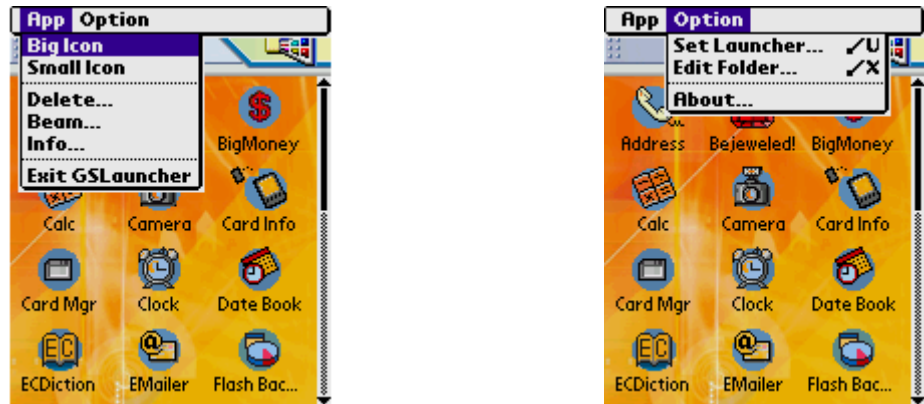 App Option
Big Icon
Small Icon
Delete...
Beam...
Info...
Exit GSLauncher
BigMoney
Calc Camera Card Info
Card Mgr Clock Date Book
ECDiction EMailer Flash Bac...
App Option
Set Launcher... ⁄U
Edit Folder... ⁄X
About...
Address Bejeweled! BigMoney
Calc Camera Card Info
Card Mgr Clock Date Book
ECDiction EMailer Flash Bac...